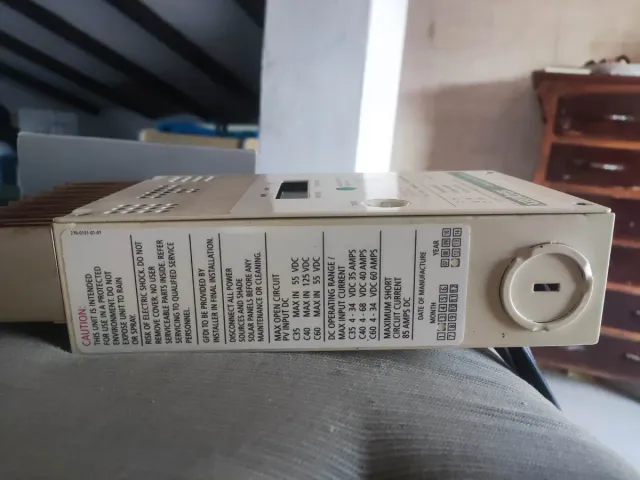 CAUTION:
THIS UNIT IS INTENDED
FOR USE IN A PROTECTED
ENVIRONMENT DO NOT
EXPOSE UNIT TO RAIN
OR SPRAY.
RISK OF ELECTRIC SHOCK. DO NOT
REMOVE COVER. NO USER
SERVICEABLE PARTS INSIDE. REFER
SERVICING TO QUALIFIED SERVICE
PERSONNEL.
GFD TO BE PROVIDED BY
INSTALLER IN FINAL INSTALLATION.
DISCONNECT ALL POWER
SOURCES AND SHADE
SOLAR PANELS BEFORE ANY
MAINTENANCE OR CLEANING.
MAX OPEN CIRCUIT
PV INPUT DC
C35 MAX IN 55 VDC
C40 MAX IN 125 VDC
C60 MAX IN 55 VDC
DC OPERATING RANGE /
MAX INPUT CURRENT
C35 4 - 34 VDC 35 AMPS
C40 4 - 68 VDC 40 AMPS
C60 4 - 34 VDC 60 AMPS
MAXIMUM SHORT
CIRCUIT CURRENT
85 AMPS DC
DATE OF MANUFACTURE
MONTH
YEAR